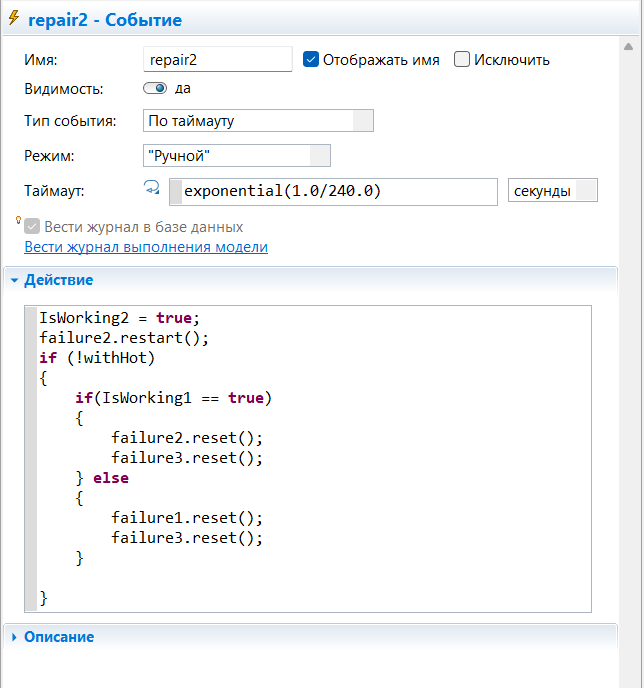 repair2 - Событие
Имя: repair2 Отображать имя Исключить
Видимость: да
Тип события: По таймауту
Режим: "Ручной"
Таймаут: exponential(1.0/240.0) секунды
Вести журнал в базе данных
Вести журнал выполнения модели
Действие
IsWorking2 = true;
failure2.restart();
if (!withHot)
{
    if(IsWorking1 == true)
    {
        failure2.reset();
        failure3.reset();
    } else
    {
        failure1.reset();
        failure3.reset();
    }
}
Описание